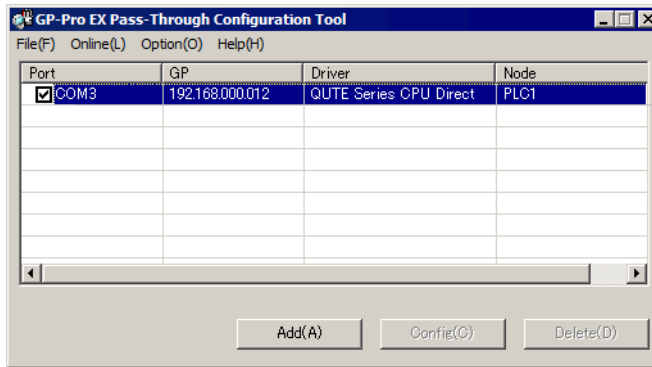 GP-Pro EX Pass-Through Configuration Tool
File(F) Online(L) Option(O) Help(H)
Port GP Driver Node
COM3 192.168.000.012 QUTE Series CPU Direct PLC1
Add(A) Config(C) Delete(D)